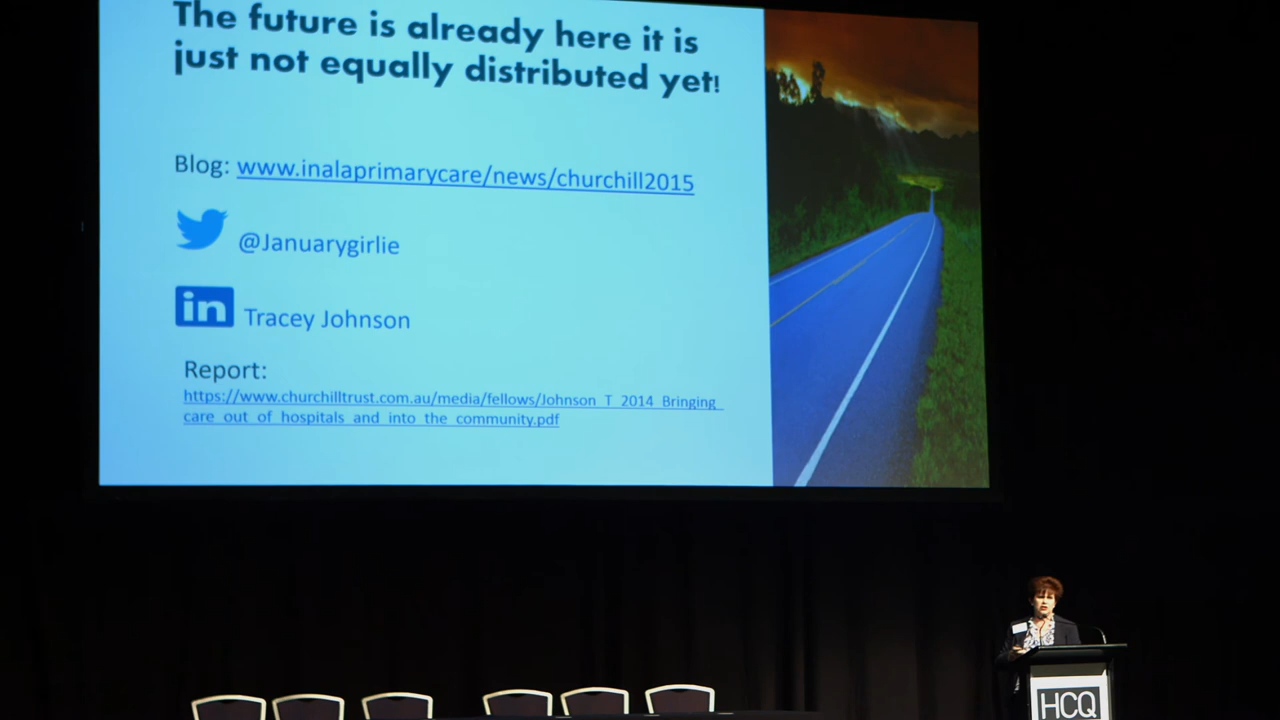 The future is already here it is
just not equally distributed yet!
Blog: www.inalaprimarycare/news/churchill2015
@Januarygirlie
in Tracey Johnson
Report:
https://www.churchilltrust.com.au/media/fellows/Johnson_T_2014_Bringing_
care_out_of_hospitals_and_into_the_community.pdf
HCQ